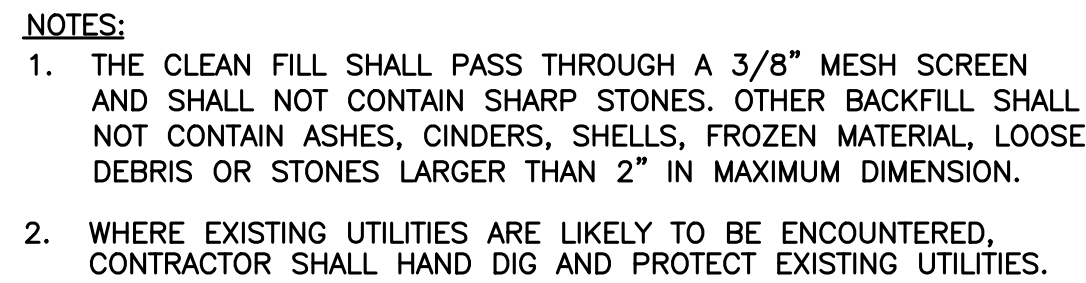 NOTES:
1. THE CLEAN FILL SHALL PASS THROUGH A 3/8" MESH SCREEN
AND SHALL NOT CONTAIN SHARP STONES. OTHER BACKFILL SHALL
NOT CONTAIN ASHES, CINDERS, SHELLS, FROZEN MATERIAL, LOOSE
DEBRIS OR STONES LARGER THAN 2" IN MAXIMUM DIMENSION.
2. WHERE EXISTING UTILITIES ARE LIKELY TO BE ENCOUNTERED,
CONTRACTOR SHALL HAND DIG AND PROTECT EXISTING UTILITIES.